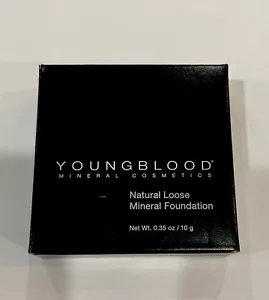 YOUNGBLOOD®
MINERAL COSMETICS
Natural Loose
Mineral Foundation
Net Wt. 0.35 oz / 10 g